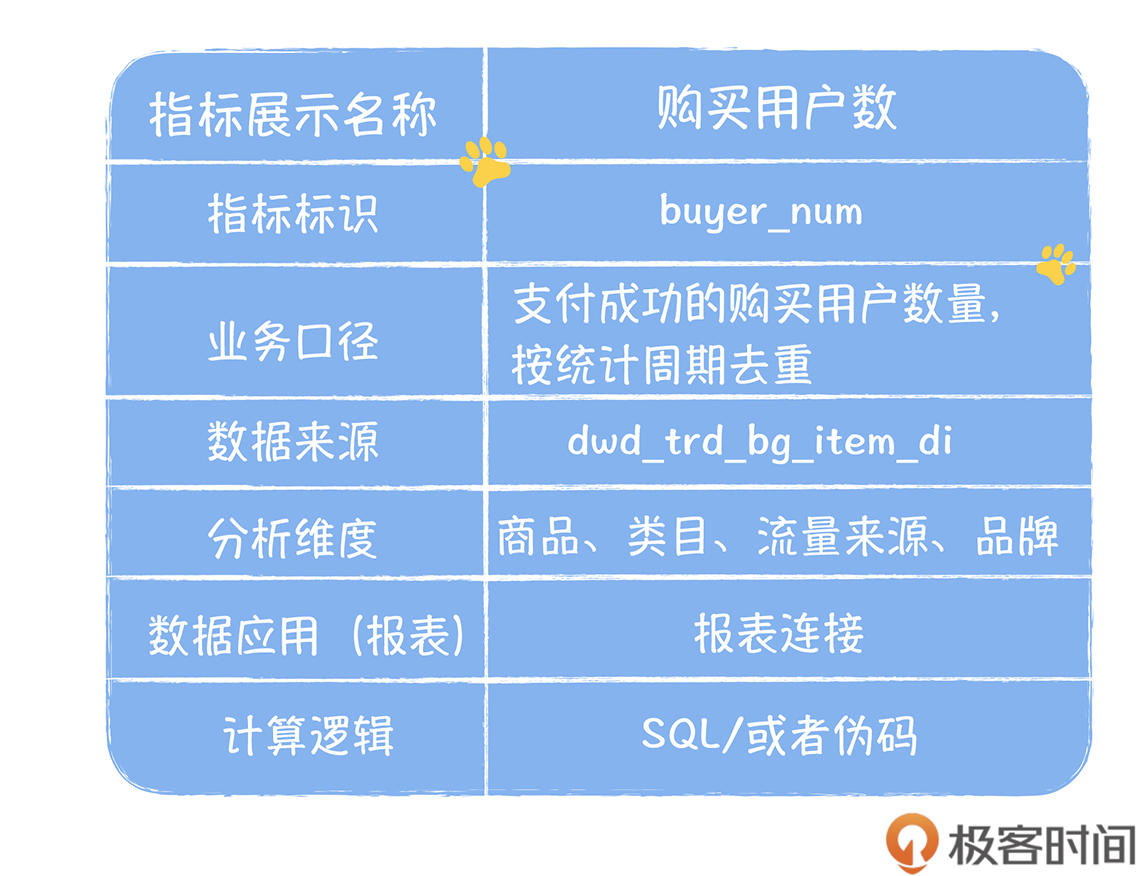 指标展示名称
购买用户数
指标标识
buyer_num
业务口径
支付成功的购买用户数量,
按统计周期去重
数据来源
dwd_trd_bg_item_di
分析维度
商品、类目、流量来源、品牌
数据应用（报表）
报表连接
计算逻辑
SQL/或者伪码
极客时间